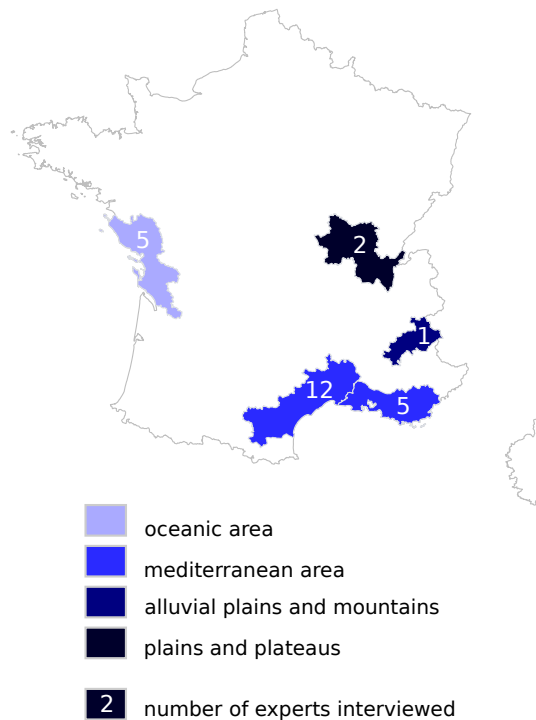 5
2
1
12
5
oceanic area
mediterranean area
alluvial plains and mountains
plains and plateaus
2 number of experts interviewed